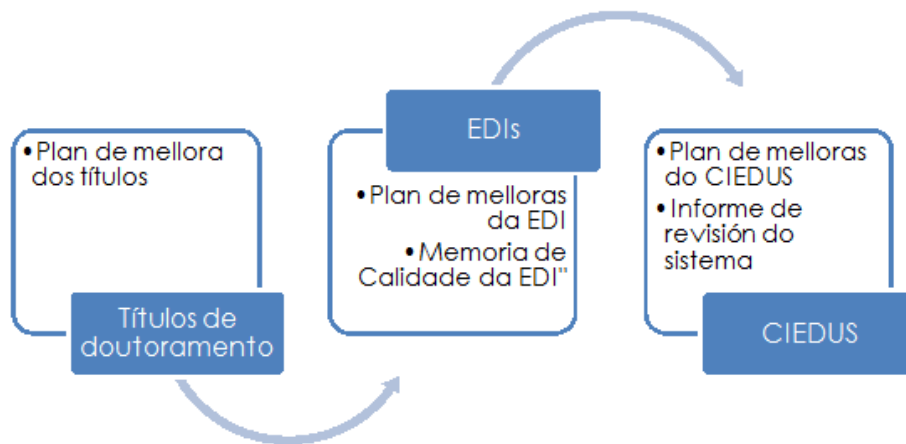 •Plan de mellora
dos títulos
Títulos de
doutoramento
EDIs
•Plan de melloras
da EDI
•Memoria de
Calidade da EDI"
•Plan de melloras
do CIEDUS
•Informe de
revisión do
sistema
CIEDUS